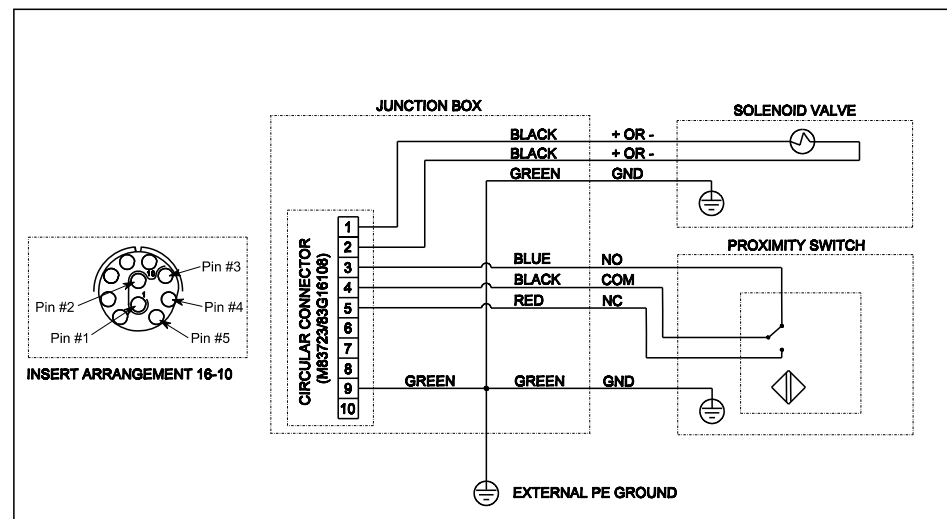 JUNCTION BOX
SOLENOID VALVE
BLACK + OR -
BLACK + OR -
GREEN GND
CIRCULAR CONNECTOR
(M83723/83G16108)
1
2
3
4
5
6
7
8
9
10
PROXIMITY SWITCH
BLUE NO
BLACK COM
RED NC
GREEN GREEN GND
Pin #3
Pin #2
Pin #4
Pin #1
Pin #5
1
10
INSERT ARRANGEMENT 16-10
EXTERNAL PE GROUND